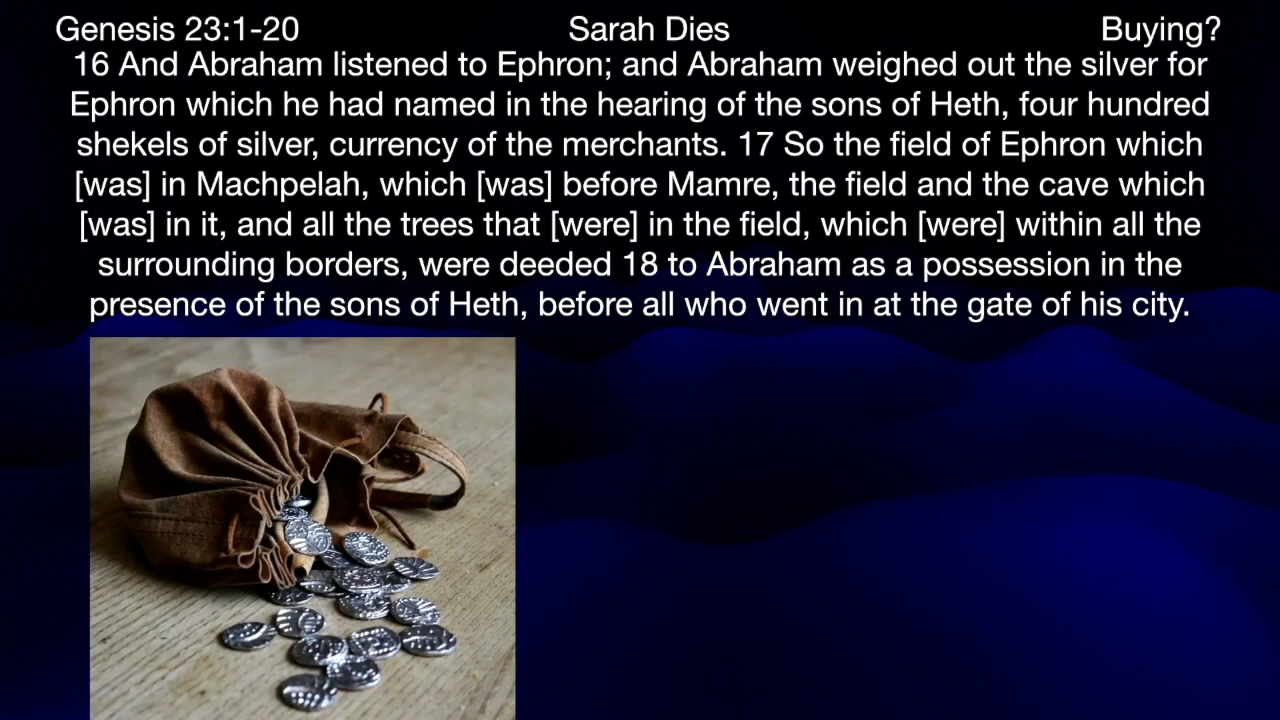 Genesis 23:1-20 Sarah Dies Buying?
16 And Abraham listened to Ephron; and Abraham weighed out the silver for
Ephron which he had named in the hearing of the sons of Heth, four hundred
shekels of silver, currency of the merchants. 17 So the field of Ephron which
[was] in Machpelah, which [was] before Mamre, the field and the cave which
[was] in it, and all the trees that [were] in the field, which [were] within all the
surrounding borders, were deeded 18 to Abraham as a possession in the
presence of the sons of Heth, before all who went in at the gate of his city.